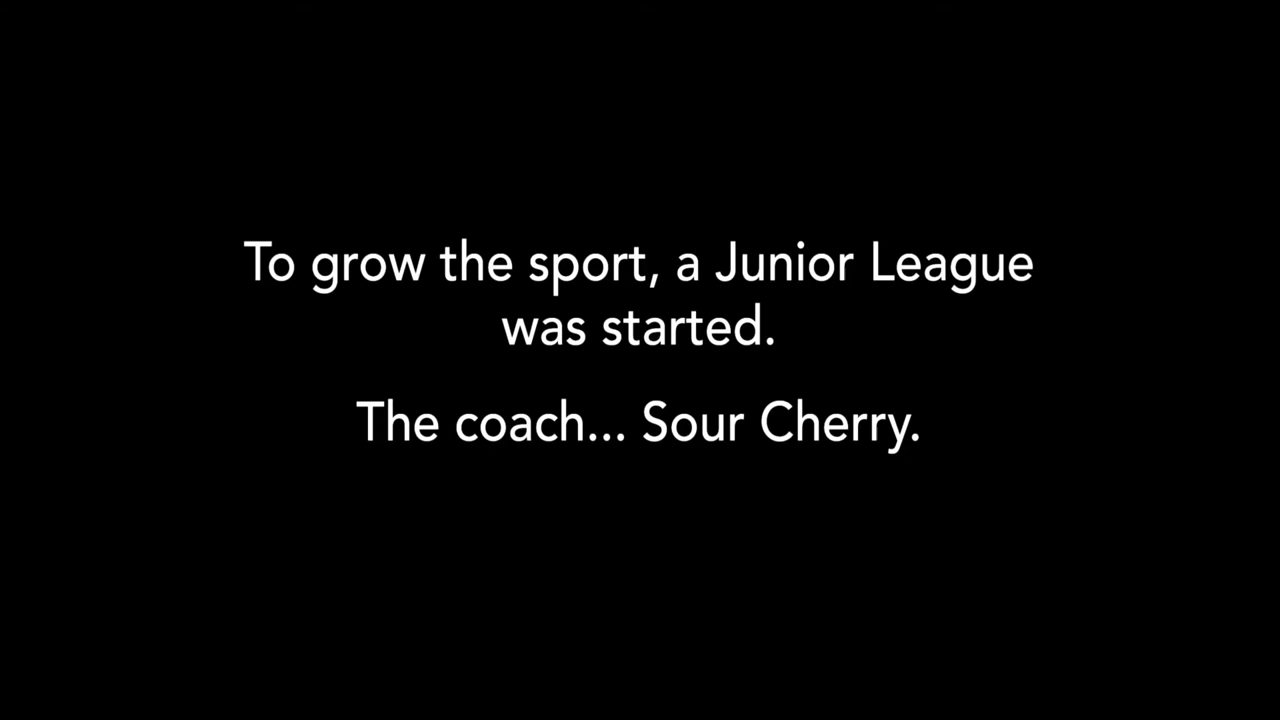 To grow the sport, a Junior League
was started.
The coach... Sour Cherry.